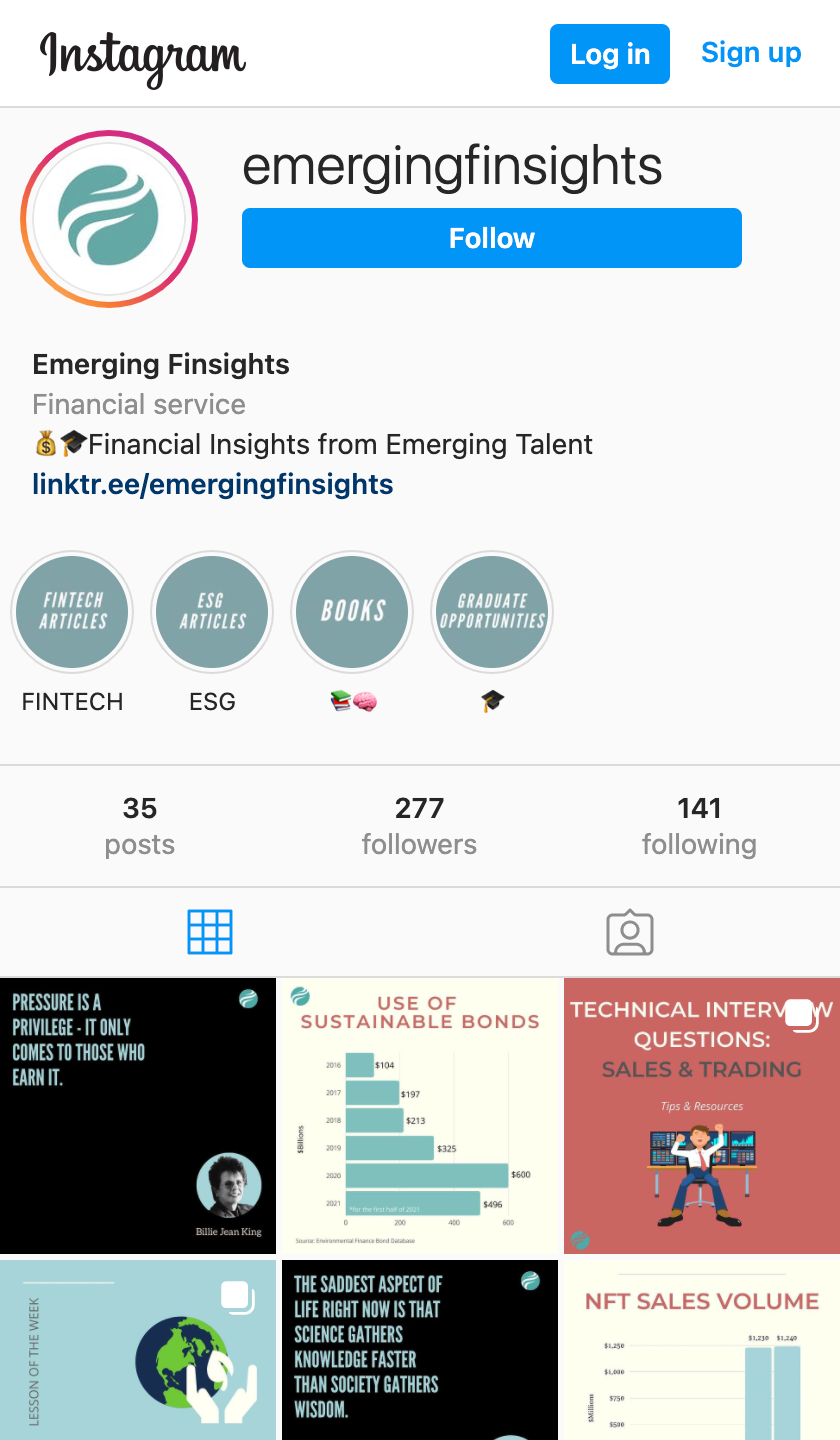 Instagram
Log in
Sign up
emergingfinsights
Follow
Emerging Finsights
Financial service
💰🎓Financial Insights from Emerging Talent
linktr.ee/emergingfinsights
FINTECH
ARTICLES
ESG
ARTICLES
BOOKS
GRADUATE
OPPORTUNITIES
FINTECH
ESG
📚🧠
🎓
35
posts
277
followers
141
following
PRESSURE IS A
PRIVILEGE - IT ONLY
COMES TO THOSE WHO
EARN IT.
Billie Jean King
USE OF
SUSTAINABLE BONDS
$Billions
2016
$104
2017
$197
2018
$213
2019
$325
2020
$600
2021
*for the first half of 2021
$496
0
200
400
600
Source: Environmental Finance Bond Database
TECHNICAL
QUESTIONS:
SALES & TRADING
Tips & Resources
LESSON OF THE WEEK
THE SADDEST ASPECT OF
LIFE RIGHT NOW IS THAT
SCIENCE GATHERS
KNOWLEDGE FASTER
THAN SOCIETY GATHERS
WISDOM.
NFT SALES VOLUME
$1,230
$1,240
$1,250
$1,000
$750
$500
$Millions